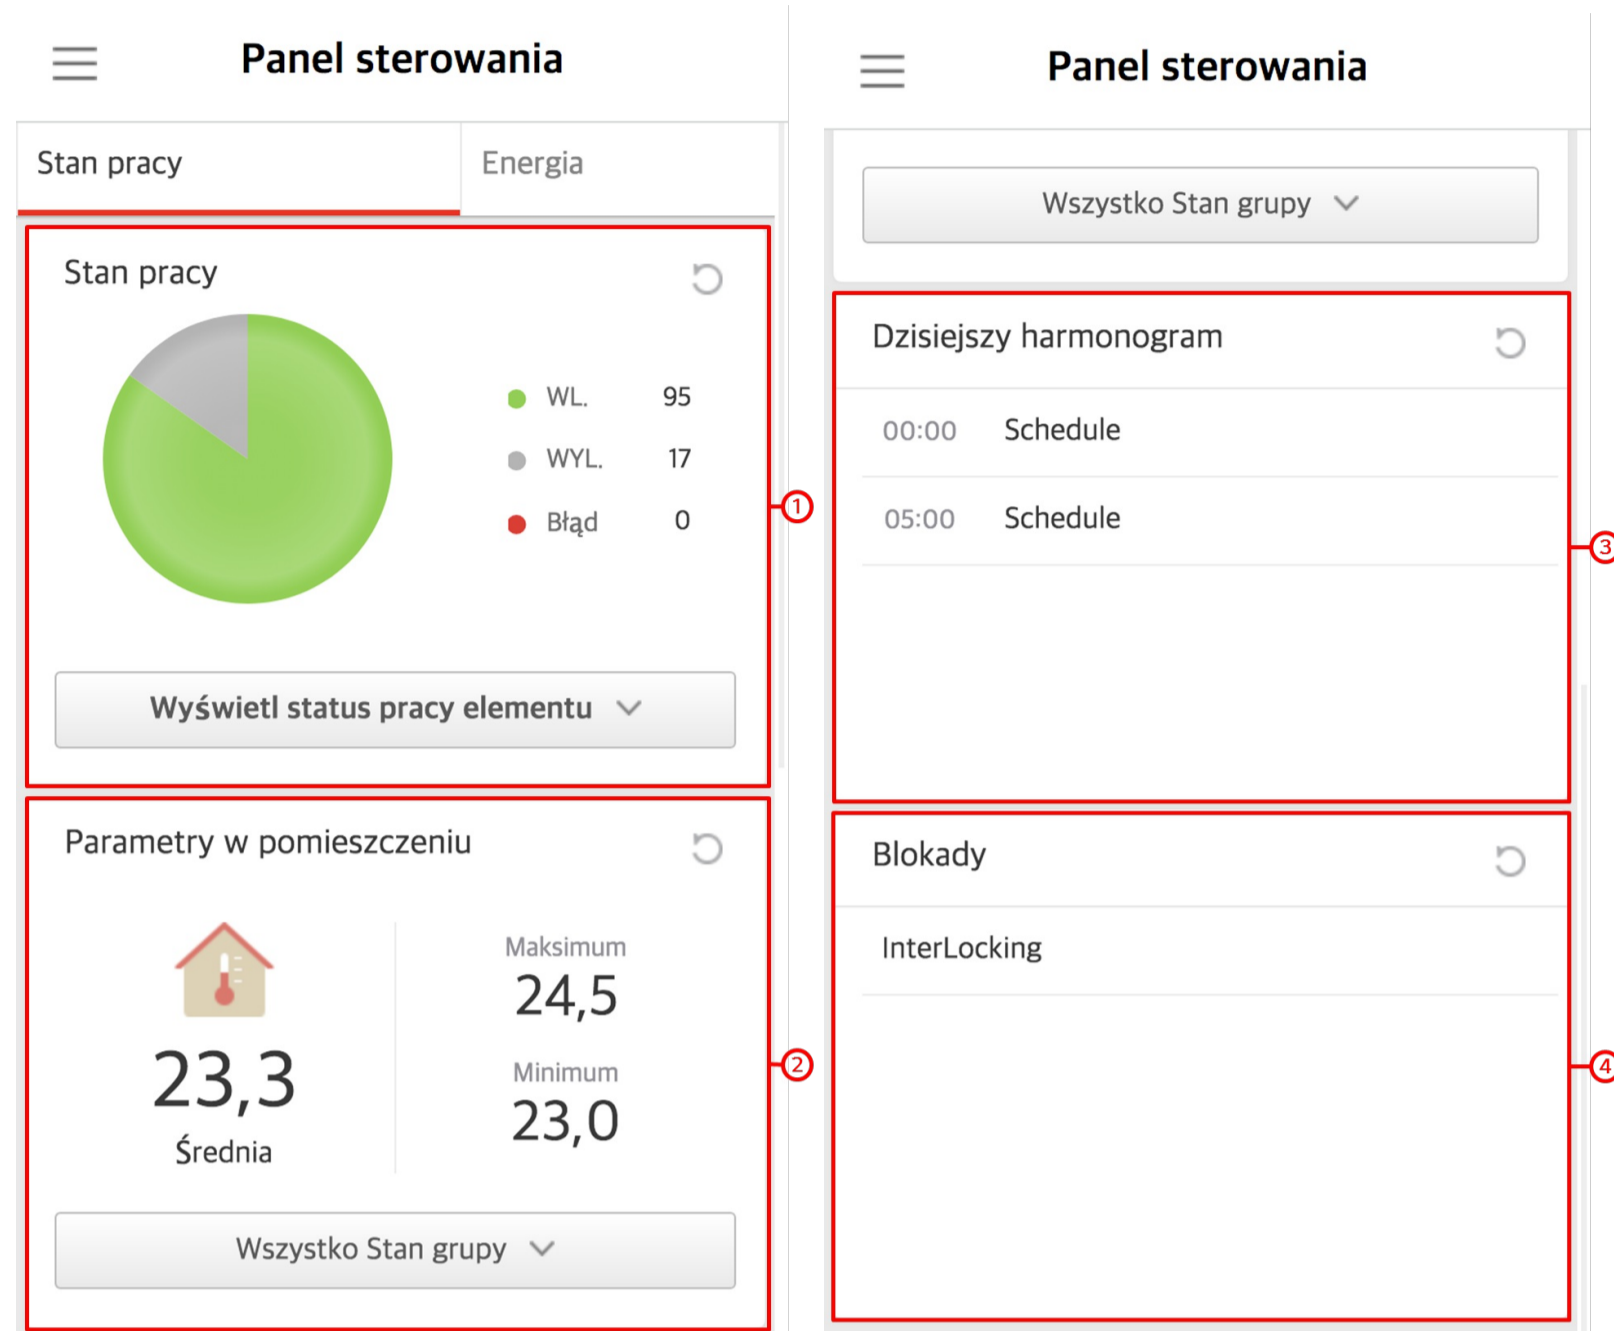 Panel sterowania
Stan pracy
Energia
Stan pracy
WL. 95
WYL. 17
Błąd 0
1
Wyświetl status pracy elementu
Parametry w pomieszczeniu
23,3
Średnia
Maksimum
24,5
Minimum
23,0
2
Wszystko Stan grupy
Panel sterowania
Wszystko Stan grupy
Dzisiejszy harmonogram
00:00 Schedule
05:00 Schedule
3
Blokady
InterLocking
4